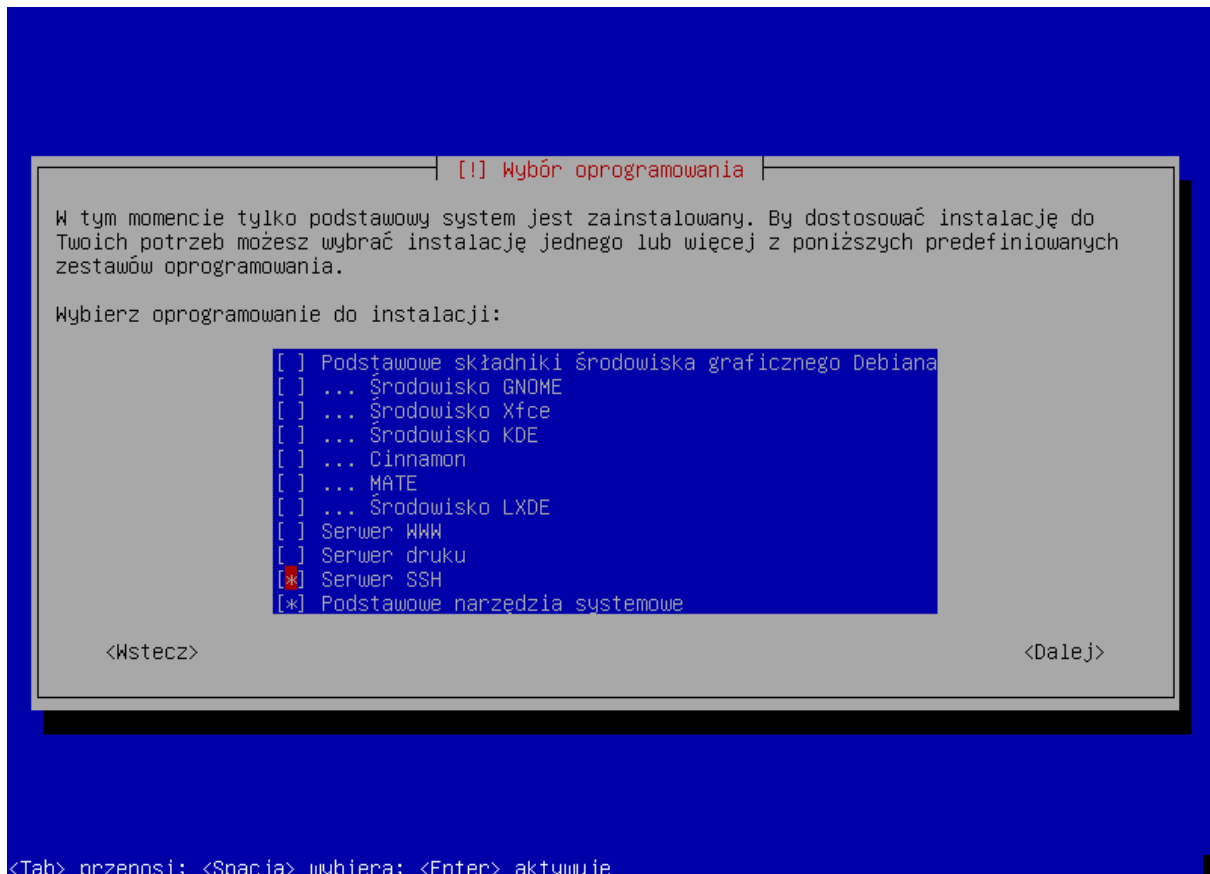 [!] Wybór oprogramowania
W tym momencie tylko podstawowy system jest zainstalowany. By dostosować instalację do
Twoich potrzeb możesz wybrać instalację jednego lub więcej z poniższych predefiniowanych
zestawów oprogramowania.
Wybierz oprogramowanie do instalacji:
[ ] Podstawowe składniki środowiska graficznego Debiana
[ ] ... Środowisko GNOME
[ ] ... Środowisko Xfce
[ ] ... Środowisko KDE
[ ] ... Cinnamon
[ ] ... MATE
[ ] ... Środowisko LXDE
[ ] Serwer WWW
[ ] Serwer druku
[*] Serwer SSH
[*] Podstawowe narzędzia systemowe
<Wstecz> <Dalej>
<Tab> przenosi; <Spacja> wybiera; <Enter> aktywuje